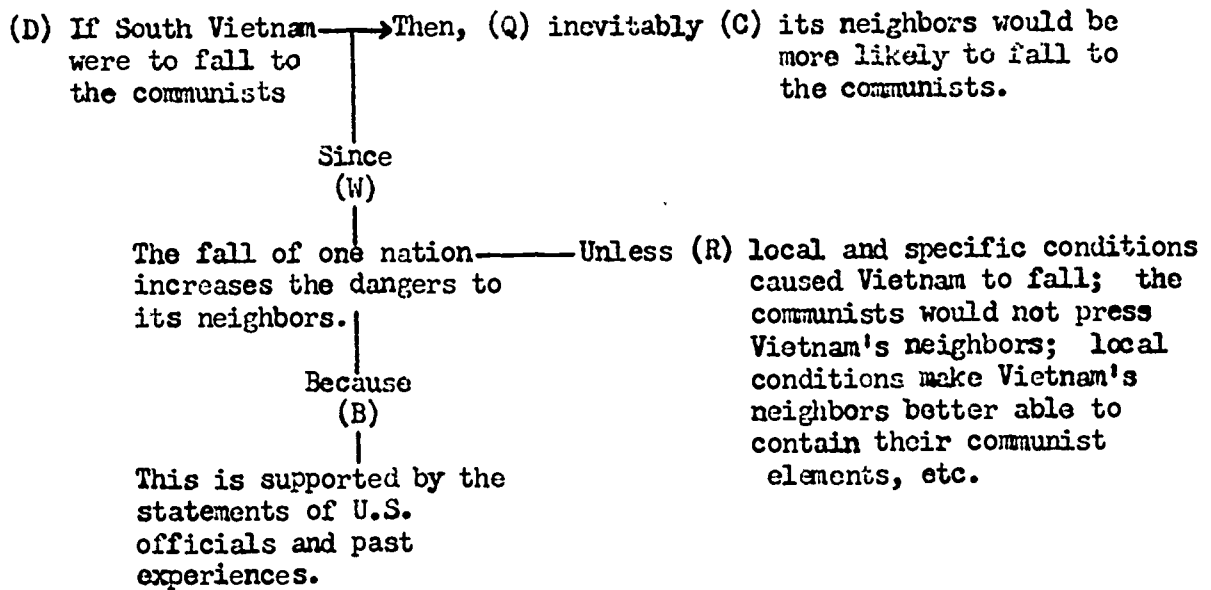 (D) If South Vietnam Then, (Q) inevitably (C) its neighbors would be
were to fall to more likely to fall to
the communists the communists.
Since
(W)
The fall of one nation Unless (R) local and specific conditions
increases the dangers to caused Vietnam to fall; the
its neighbors. communists would not press
Vietnam's neighbors; local
Because conditions make Vietnam's
(B) neighbors better able to
contain their communist
This is supported by the elements, etc.
statements of U.S.
officials and past
experiences.